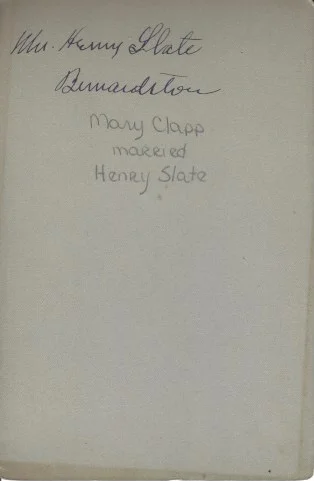 Mrs. Henry Slate
Bernardston
Mary Clapp
married
Henry Slate